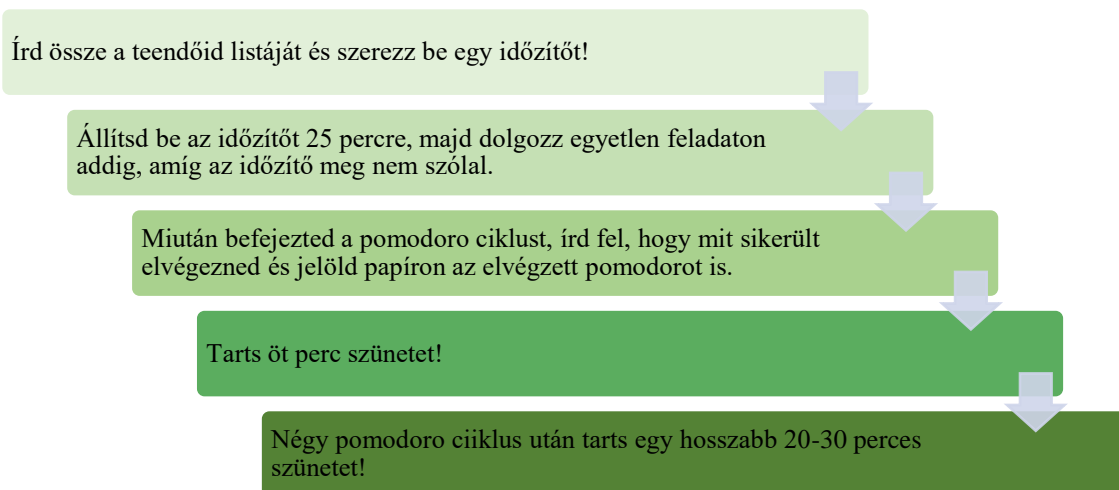 Írd össze a teendőid listáját és szerezz be egy időzítőt!
Állítsd be az időzítőt 25 percre, majd dolgozz egyetlen feladaton
addig, amíg az időzítő meg nem szólal.
Miután befejezted a pomodoro ciklust, írd fel, hogy mit sikerült
elvégezned és jelöld papíron az elvégzett pomodorot is.
Tarts öt perc szünetet!
Négy pomodoro ciiklus után tarts egy hosszabb 20-30 perces
szünetet!